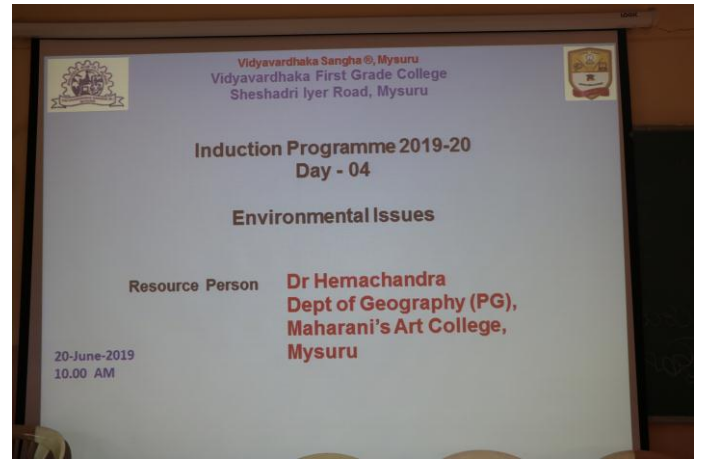 Vidyavardhaka Sangha ®, Mysuru
Vidyavardhaka First Grade College
Sheshadri Iyer Road, Mysuru
Induction Programme 2019-20
Day - 04
Environmental Issues
Resource Person
Dr Hemachandra
Dept of Geography (PG),
Maharani's Art College,
Mysuru
20-June-2019
10.00 AM